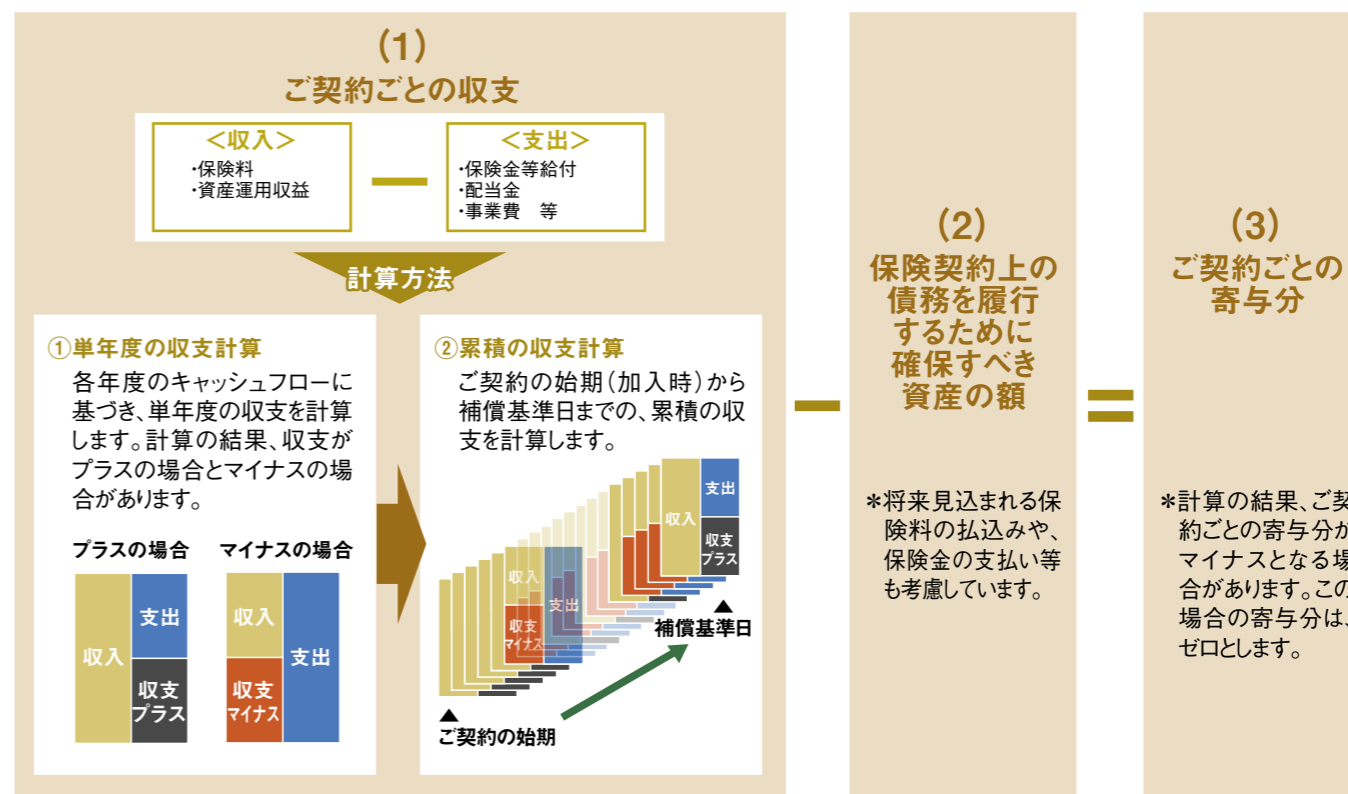 (1)
ご契約ごとの収支
＜収入＞
・保険料
・資産運用収益
＜支出＞
・保険金等給付
・配当金
・事業費　等
計算方法
①単年度の収支計算
各年度のキャッシュフローに
基づき、単年度の収支を計算
します。計算の結果、収支が
プラスの場合とマイナスの場
合があります。
プラスの場合
収入
支出
収支
プラス
マイナスの場合
収入
収支
マイナス
支出
②累積の収支計算
ご契約の始期（加入時）から
補償基準日までの、累積の収
支を計算します。
収入
支出
収支
プラス
収入
支出
収支
マイナス
補償基準日
ご契約の始期
(2)
保険契約上の
債務を履行
するために
確保すべき
資産の額
＊将来見込まれる保
険料の払込みや、
保険金の支払い等
も考慮しています。
(3)
ご契約ごとの
寄与分
＊計算の結果、ご契
約ごとの寄与分が
マイナスとなる場
合があります。この
場合の寄与分は、
ゼロとします。